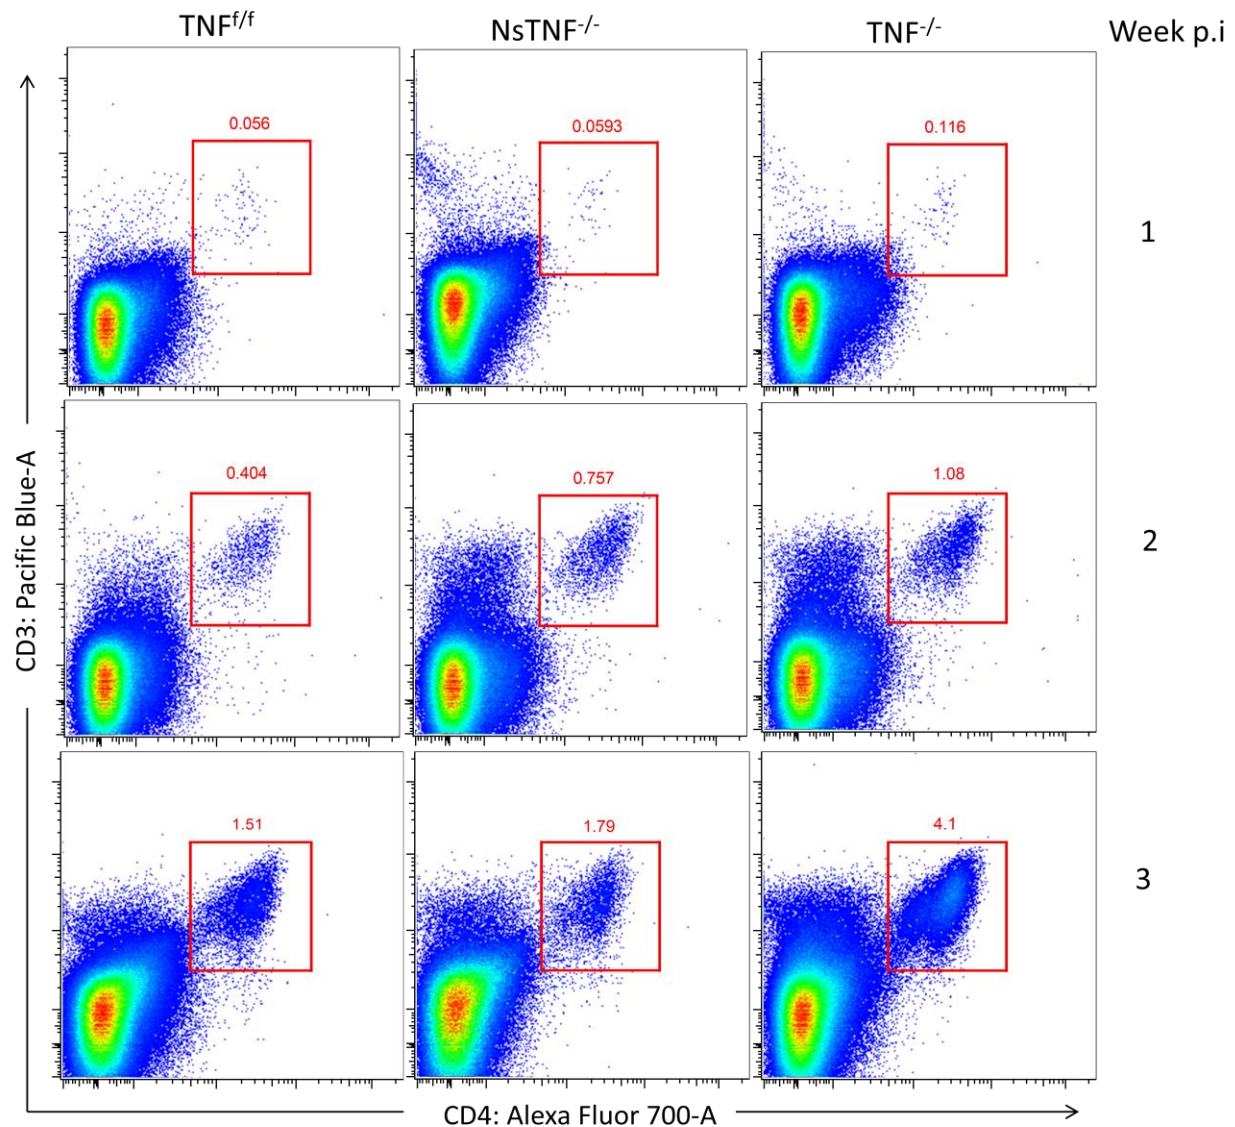 TNFf/f NsTNF-/- TNF-/- Week p.i
0.056 0.0593 0.116
1
0.404 0.757 1.08
2
1.51 1.79 4.1
3
CD3: Pacific Blue-A
CD4: Alexa Fluor 700-A